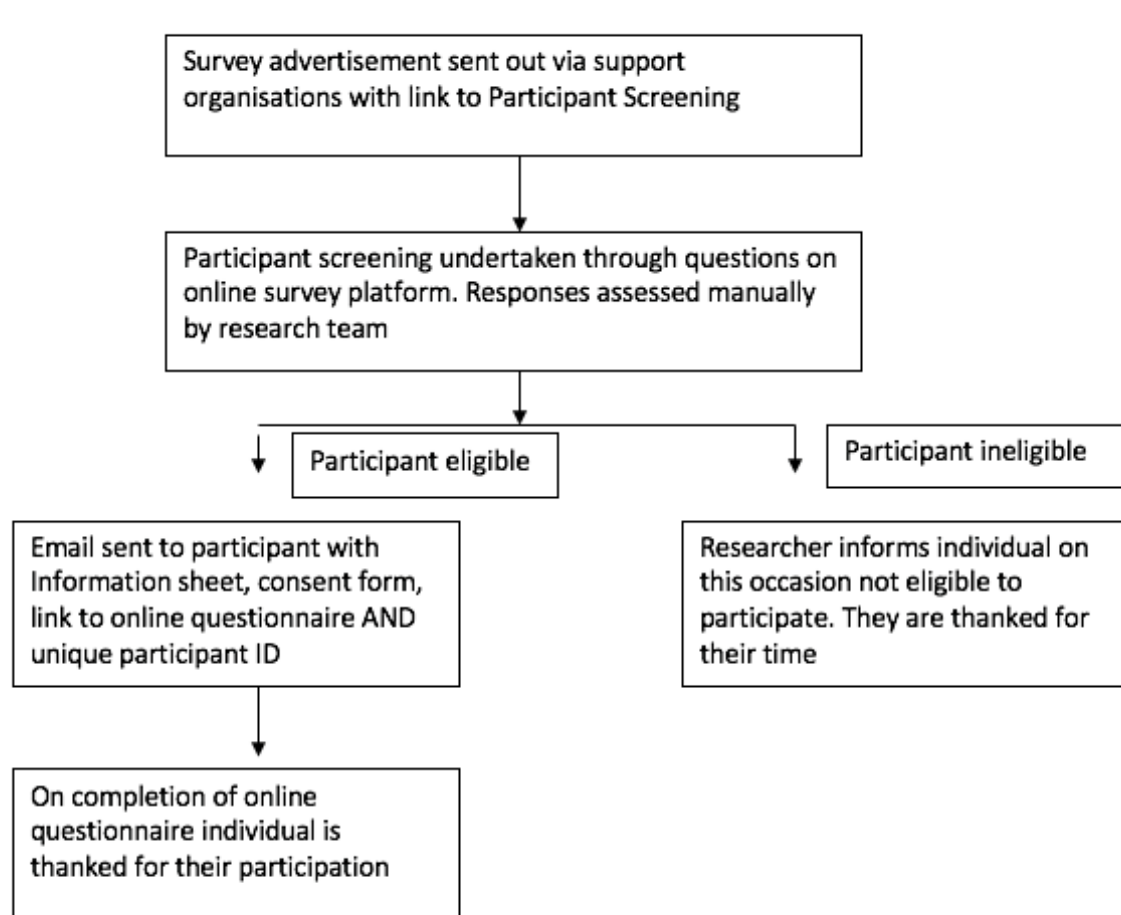 Survey advertisement sent out via support
organisations with link to Participant Screening
Participant screening undertaken through questions on
online survey platform. Responses assessed manually
by research team
Participant eligible
Participant ineligible
Email sent to participant with
Information sheet, consent form,
link to online questionnaire AND
unique participant ID
Researcher informs individual on
this occasion not eligible to
participate. They are thanked for
their time
On completion of online
questionnaire individual is
thanked for their participation